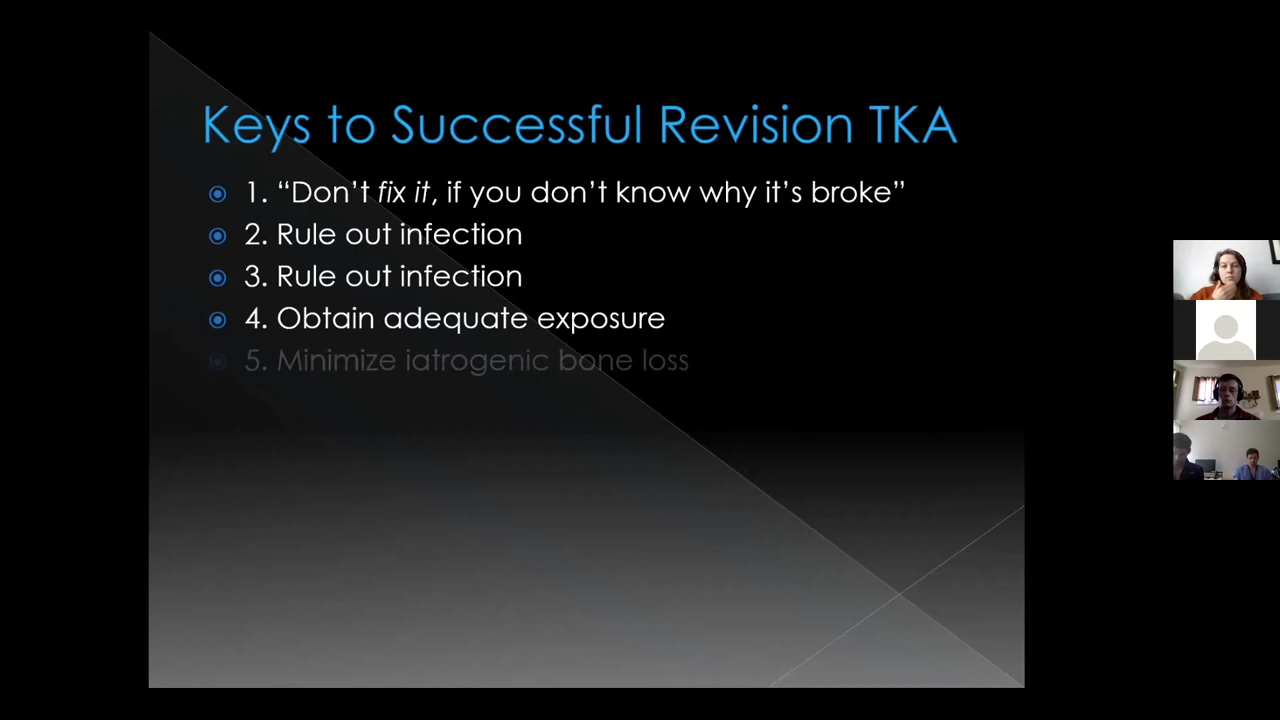 Keys to Successful Revision TKA
1. “Don’t fix it, if you don’t know why it’s broke”
2. Rule out infection
3. Rule out infection
4. Obtain adequate exposure
5. Minimize iatrogenic bone loss